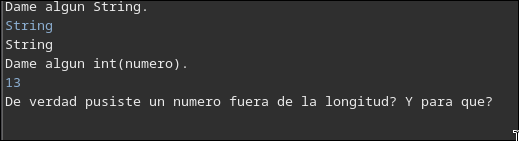 Dame algun String.
String
String
Dame algun int(numero).
13
De verdad pusiste un numero fuera de la longitud? Y para que?